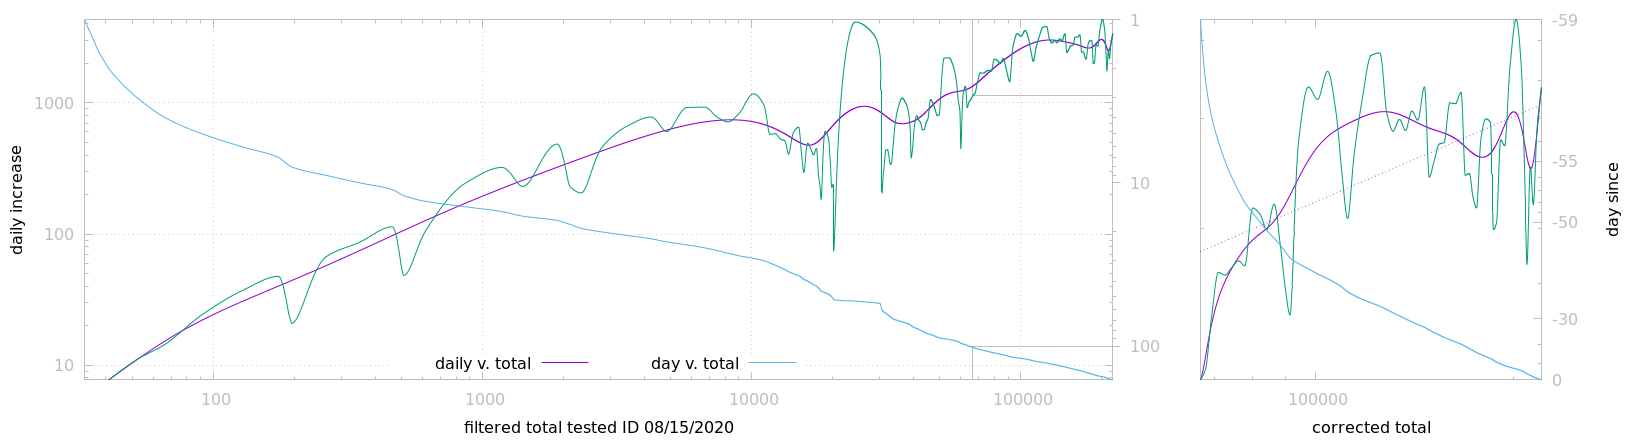 daily increase
1000
100
10
100
1000
10000
100000
1
10
100
daily v. total
day v. total
filtered total tested ID 08/15/2020
-59
-55
-50
-30
0
day since
100000
corrected total